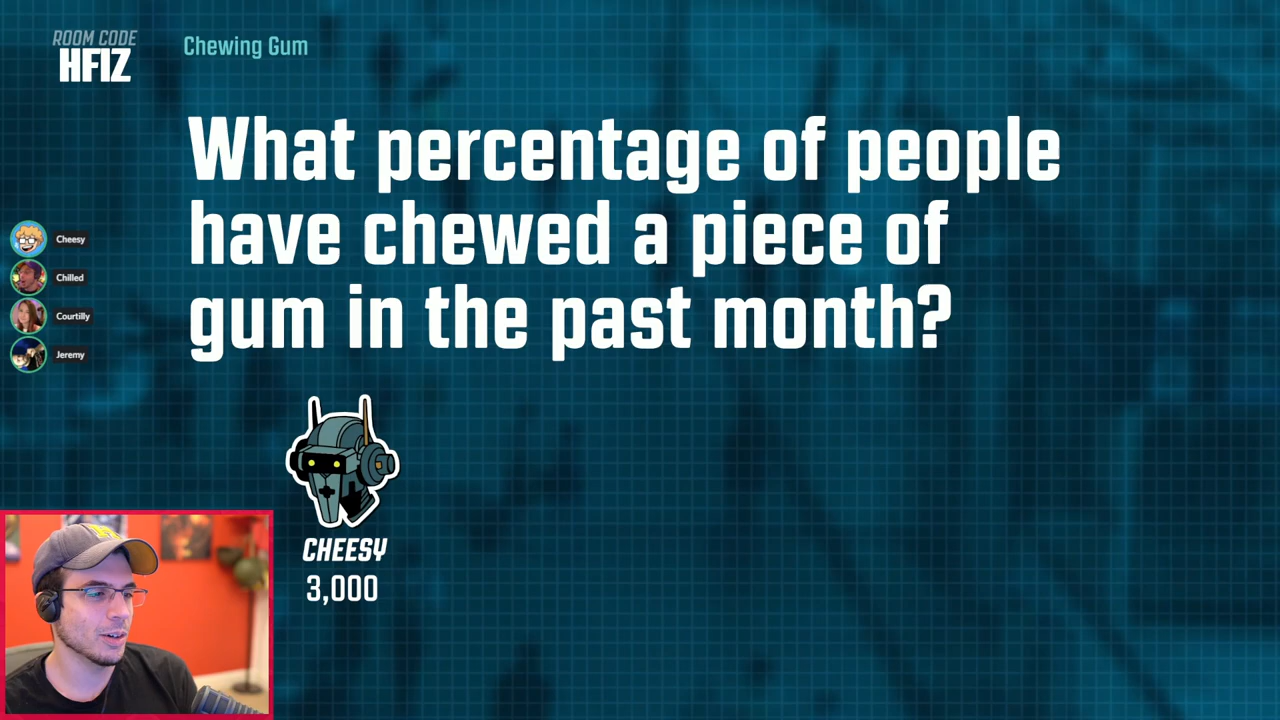 ROOM CODE
HFIZ
Chewing Gum
What percentage of people
have chewed a piece of
gum in the past month?
Cheesy
Chilled
Courtilly
Jeremy
CHEESY
3,000